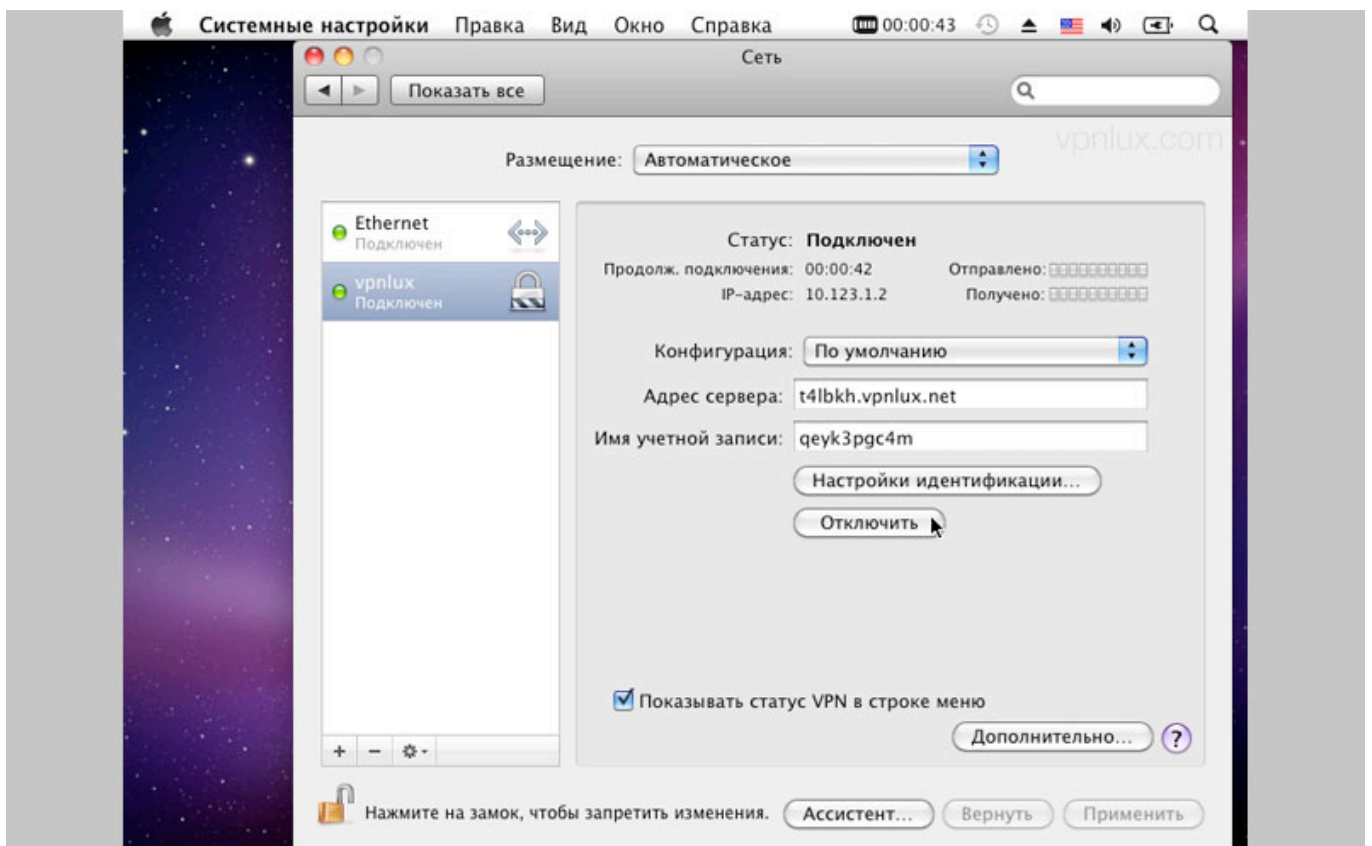 Системные настройки Правка Вид Окно Справка 00:00:43
Сеть
Показать все
vpnlux.com
Размещение: Автоматическое
Ethernet
Подключен
vpnlux
Подключен
Статус: Подключен
Продолж. подключения: 00:00:42 Отправлено:
IP-адрес: 10.123.1.2 Получено:
Конфигурация: По умолчанию
Адрес сервера: t4lbkh.vpnlux.net
Имя учетной записи: qeyk3pgc4m
Настройки идентификации...
Отключить
Показывать статус VPN в строке меню
Дополнительно... ?
Нажмите на замок, чтобы запретить изменения. Ассистент... Вернуть Применить